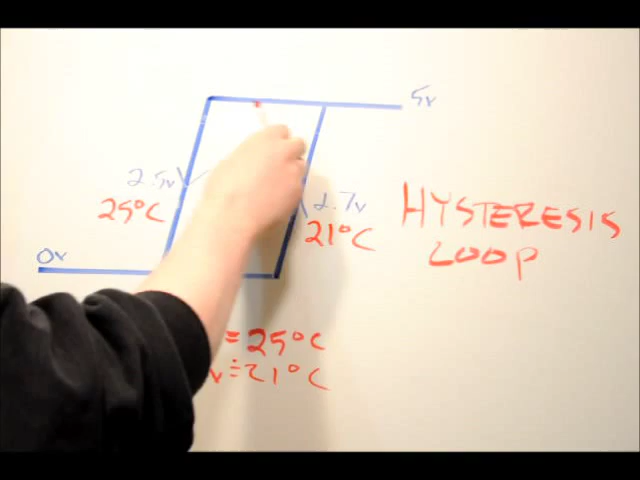 5v
2.5v
25°C
2.7v
21°C
HYSTERESIS
LOOP
0v
= 25°C
v = 21°C